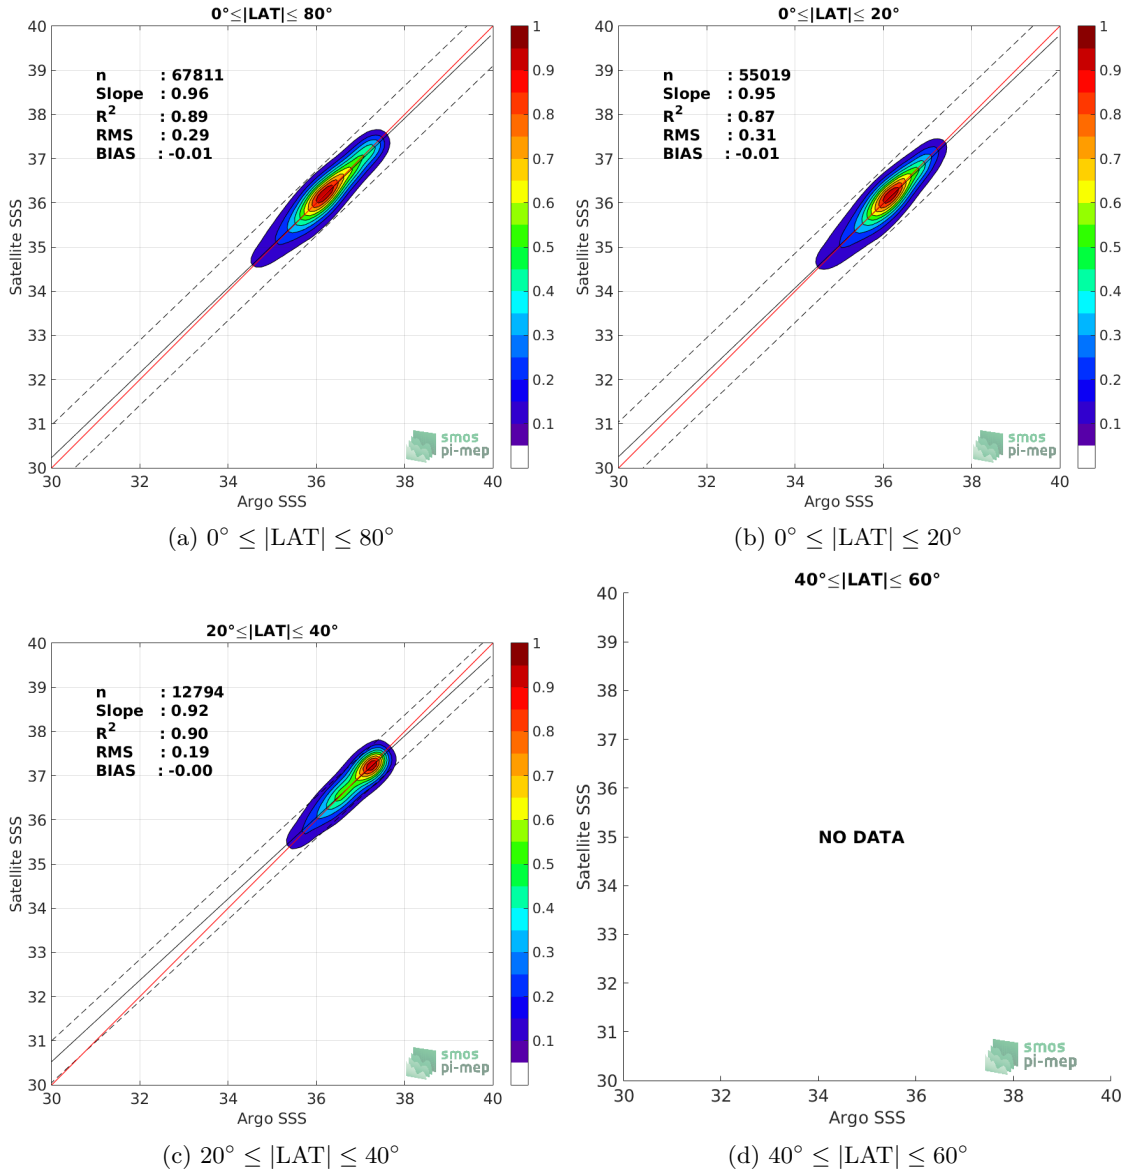 0°≤|LAT|≤ 80°
40
39
38
37
36
35
34
33
32
31
30
n : 67811
Slope : 0.96
R² : 0.89
RMS : 0.29
BIAS : -0.01
Satellite SSS
30 32 34 36 38 40
Argo SSS
1
0.9
0.8
0.7
0.6
0.5
0.4
0.3
0.2
0.1
smos
pi-mep
(a) 0° ≤ |LAT| ≤ 80°
0°≤|LAT|≤ 20°
40
39
38
37
36
35
34
33
32
31
30
n : 55019
Slope : 0.95
R² : 0.87
RMS : 0.31
BIAS : -0.01
Satellite SSS
30 32 34 36 38 40
Argo SSS
1
0.9
0.8
0.7
0.6
0.5
0.4
0.3
0.2
0.1
smos
pi-mep
(b) 0° ≤ |LAT| ≤ 20°
20°≤|LAT|≤ 40°
40
39
38
37
36
35
34
33
32
31
30
n : 12794
Slope : 0.92
R² : 0.90
RMS : 0.19
BIAS : -0.00
Satellite SSS
30 32 34 36 38 40
Argo SSS
1
0.9
0.8
0.7
0.6
0.5
0.4
0.3
0.2
0.1
smos
pi-mep
(c) 20° ≤ |LAT| ≤ 40°
40°≤|LAT|≤ 60°
40
39
38
37
36
35
34
33
32
31
30
Satellite SSS
NO DATA
30 32 34 36 38 40
Argo SSS
smos
pi-mep
(d) 40° ≤ |LAT| ≤ 60°